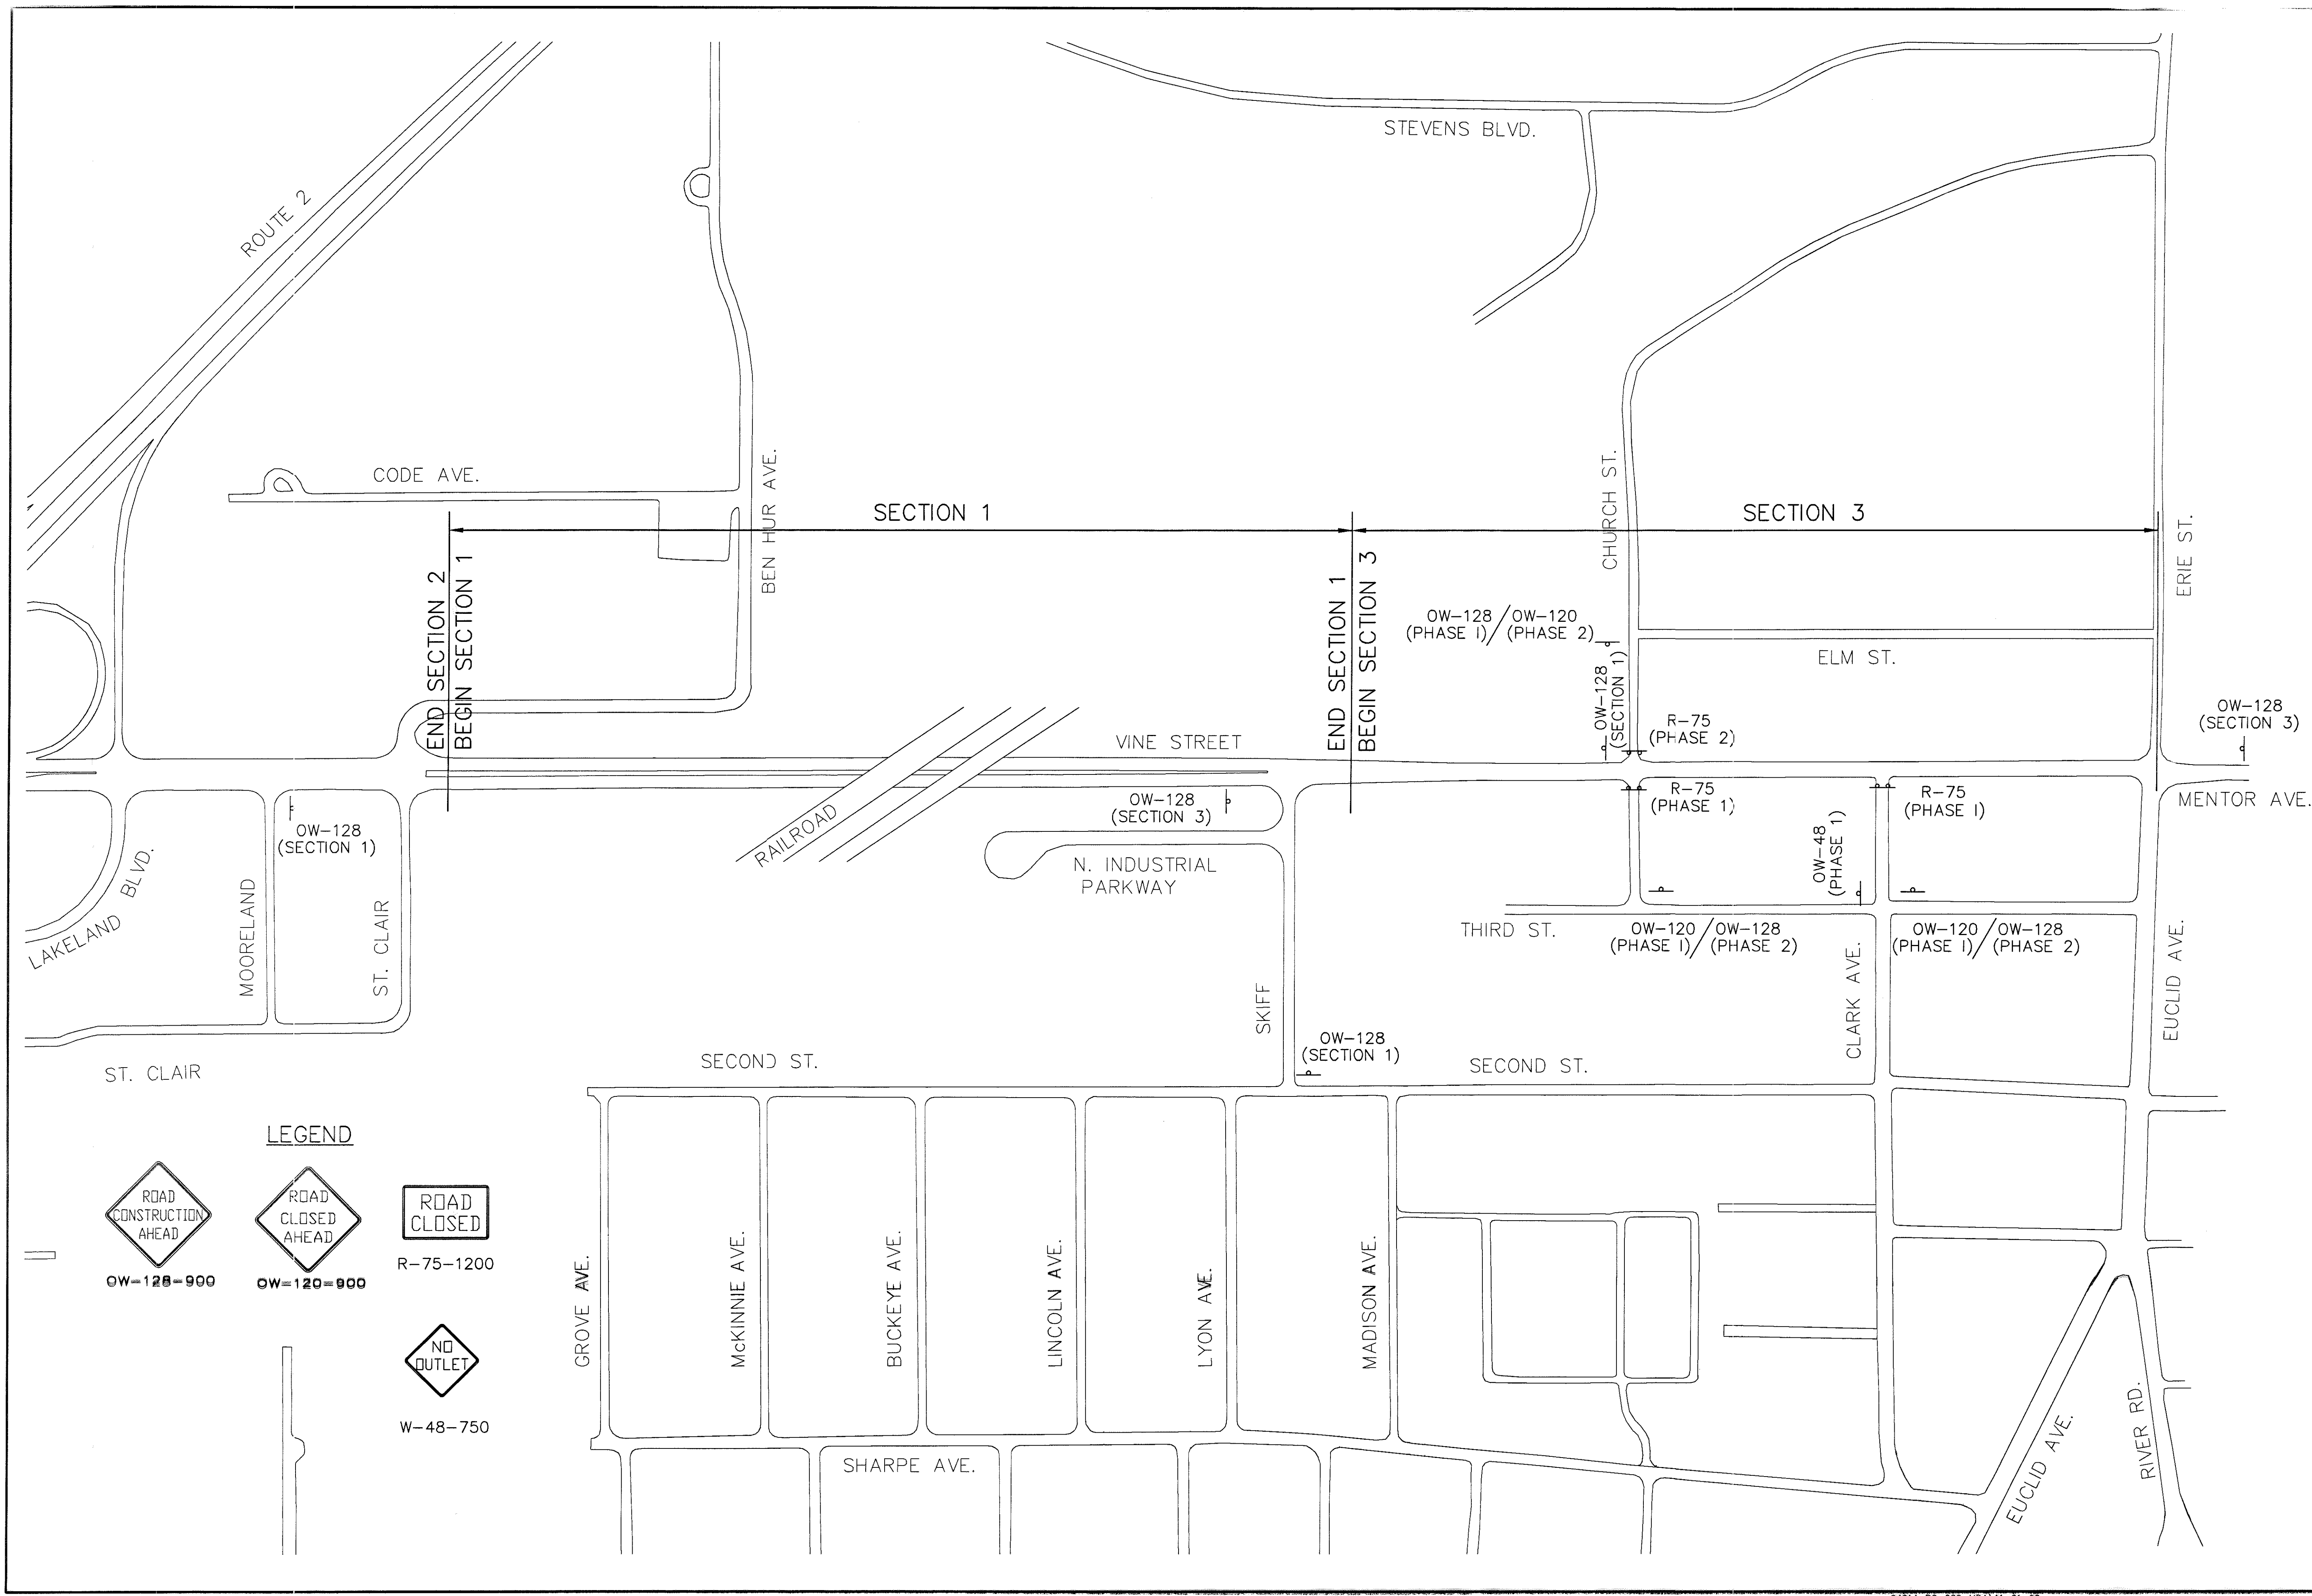 STEVENS BLVD.
ROUTE 2
CODE AVE.
BEN HUR AVE.
SECTION 1
CHURCH ST.
SECTION 3
ERIE ST.
END SECTION 2
BEGIN SECTION 1
END SECTION 1
BEGIN SECTION 3
OW-128 / OW-120
(PHASE I) / (PHASE 2)
ELM ST.
OW-128
(SECTION 1)
R-75
(PHASE 2)
OW-128
(SECTION 3)
VINE STREET
MENTOR AVE.
OW-128
(SECTION 1)
RAILROAD
OW-128
(SECTION 3)
R-75
(PHASE 1)
OW-48
(PHASE 1)
R-75
(PHASE I)
LAKELAND BLVD.
MOORELAND
ST. CLAIR
N. INDUSTRIAL
PARKWAY
THIRD ST.
OW-120 / OW-128
(PHASE I) / (PHASE 2)
OW-120 / OW-128
(PHASE I) / (PHASE 2)
SKIFF
CLARK AVE.
EUCLID AVE.
OW-128
(SECTION 1)
ST. CLAIR
SECOND ST.
SECOND ST.
LEGEND
ROAD
CONSTRUCTION
AHEAD
OW-128-900
ROAD
CLOSED
AHEAD
OW-120-900
ROAD
CLOSED
R-75-1200
NO
OUTLET
W-48-750
GROVE AVE.
McKINNIE AVE.
BUCKEYE AVE.
LINCOLN AVE.
LYON AVE.
MADISON AVE.
SHARPE AVE.
EUCLID AVE.
RIVER RD.